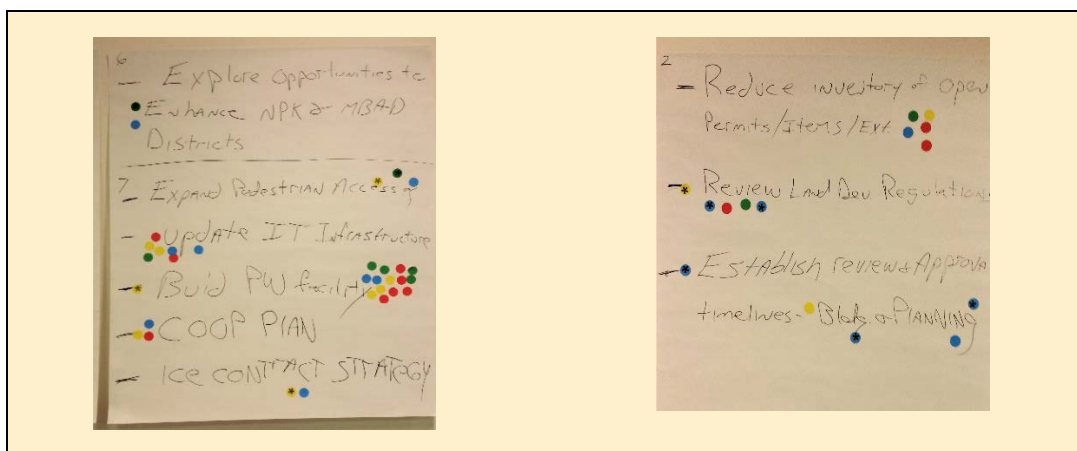 6
— Explore opportunities to
Enhance NPK & MBAD
Districts
7
— Expand Pedestrian Access
— Update IT Infrastructure
— Buid PW facility
— COOP PLAN
— Ice CONTRACT STRATEGY
2
— Reduce inventory of open
Permits/Items/Ext.
— Review Land Dev Regulations
— Establish review & Approva
timelines - Bldg & PLANNING